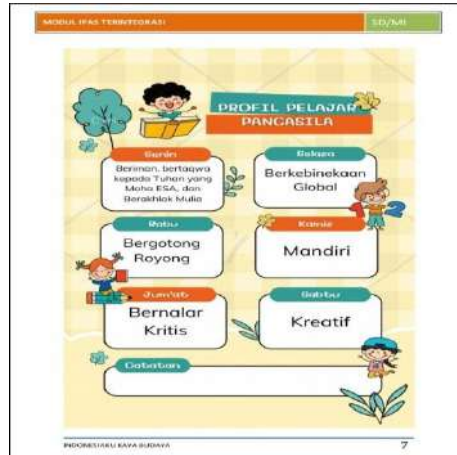 MODUL IPAS TERINTEGRASI SD/MI
PROFIL PELAJAR
PANCASILA
Senin
Beriman, bertaqwa
kepada Tuhan yang
Maha ESA, dan
Berakhlak Mulia
Selasa
Berkebinekaan
Global
1 2
Rabu
Bergotong
Royong
Kamis
Mandiri
Jum'at
Bernalar
Kritis
Sabtu
Kreatif
Catatan
INDONESIAKU KAYA BUDAYA 7